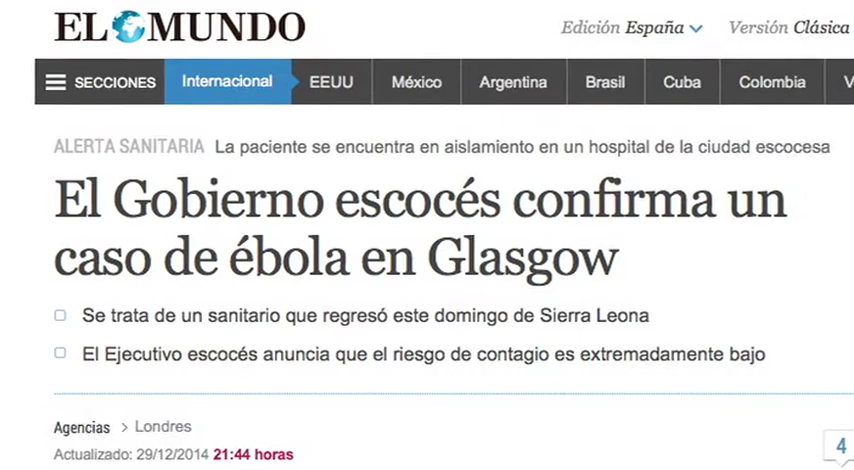 EL MUNDO
Edición España Versión Clásica
SECCIONES Internacional EEUU México Argentina Brasil Cuba Colombia V
ALERTA SANITARIA La paciente se encuentra en aislamiento en un hospital de la ciudad escocesa
El Gobierno escocés confirma un
caso de ébola en Glasgow
Se trata de un sanitario que regresó este domingo de Sierra Leona
El Ejecutivo escocés anuncia que el riesgo de contagio es extremadamente bajo
Agencias > Londres
Actualizado: 29/12/2014 21:44 horas
4